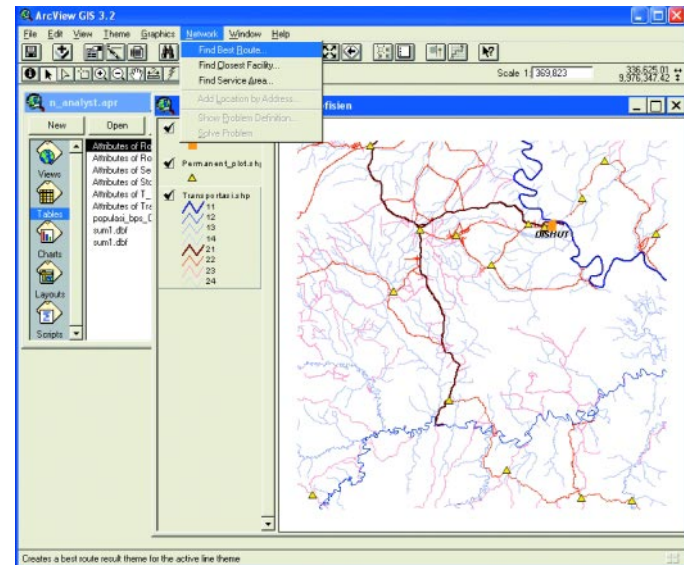 ArcView GIS 3.2
File Edit View Theme Graphics Network Window Help
Find Best Route...
Find Closest Facility...
Find Service Area...
Add Location by Address...
Show Problem Definition...
Solve Problem
Scale 1: 369,823
336,625.01
9,976,347.42
n_analyst.apr
New Open
Views
Tables
Charts
Layouts
Scripts
Attributes of Ro
Attributes of Ro
Attributes of Se
Attributes of Sto
Attributes of T_
Attributes of Tra
populasi_bps_D
sum1.dbf
sum1.dbf
efisien
Permanent_plot.shp
Transportasi.shp
11
12
13
14
21
22
23
24
DISHUT
Creates a best route result theme for the active line theme